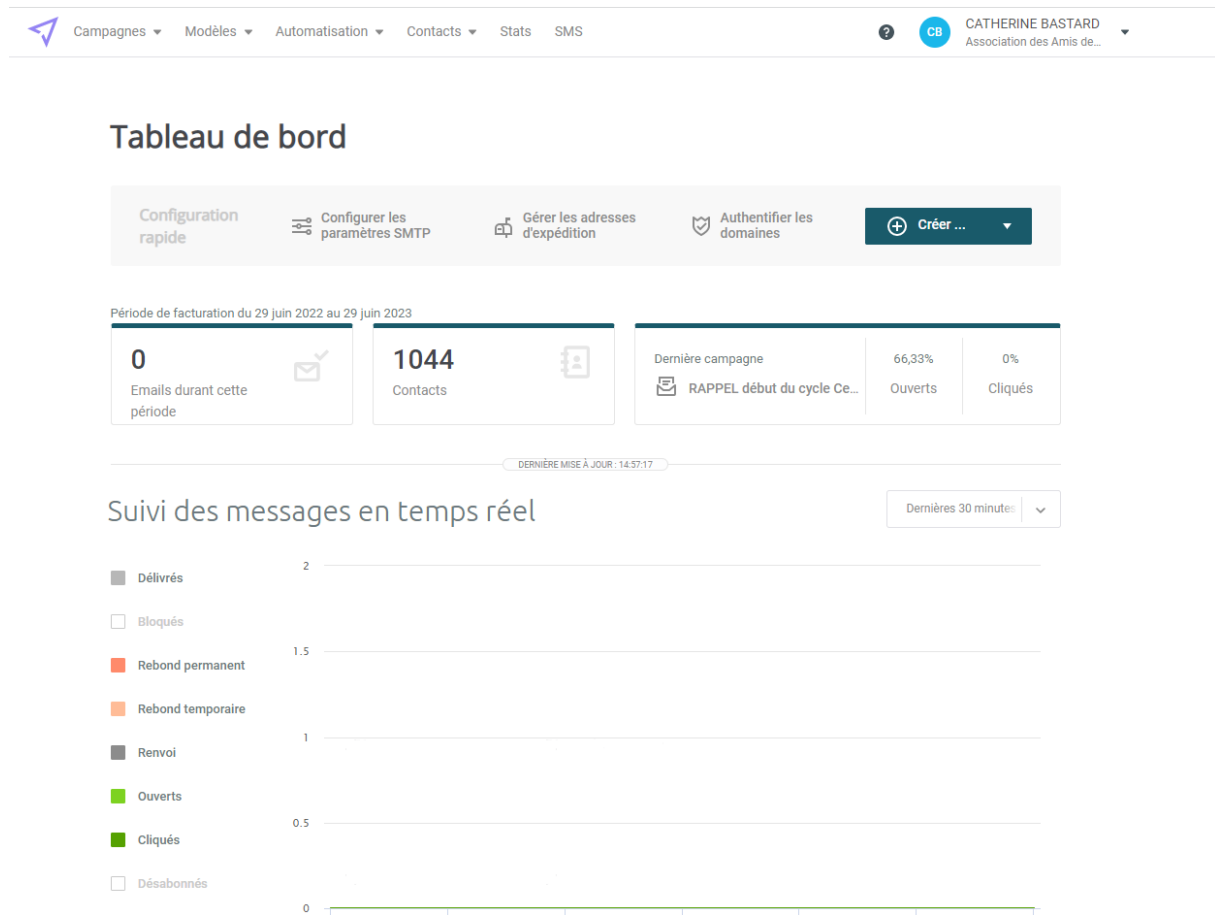 Campagnes Modèles Automatisation Contacts Stats SMS
CB
CATHERINE BASTARD
Association des Amis de...
Tableau de bord
Configuration
rapide
Configurer les
paramètres SMTP
Gérer les adresses
d'expédition
Authentifier les
domaines
Créer ...
Période de facturation du 29 juin 2022 au 29 juin 2023
0
Emails durant cette
période
1044
Contacts
Dernière campagne
RAPPEL début du cycle Ce...
66,33%
Ouverts
0%
Cliqués
DERNIÈRE MISE À JOUR : 14:57:17
Suivi des messages en temps réel
Dernières 30 minutes
Délivrés
Bloqués
Rebond permanent
Rebond temporaire
Renvoi
Ouverts
Cliqués
Désabonnés
2
1.5
1
0.5
0